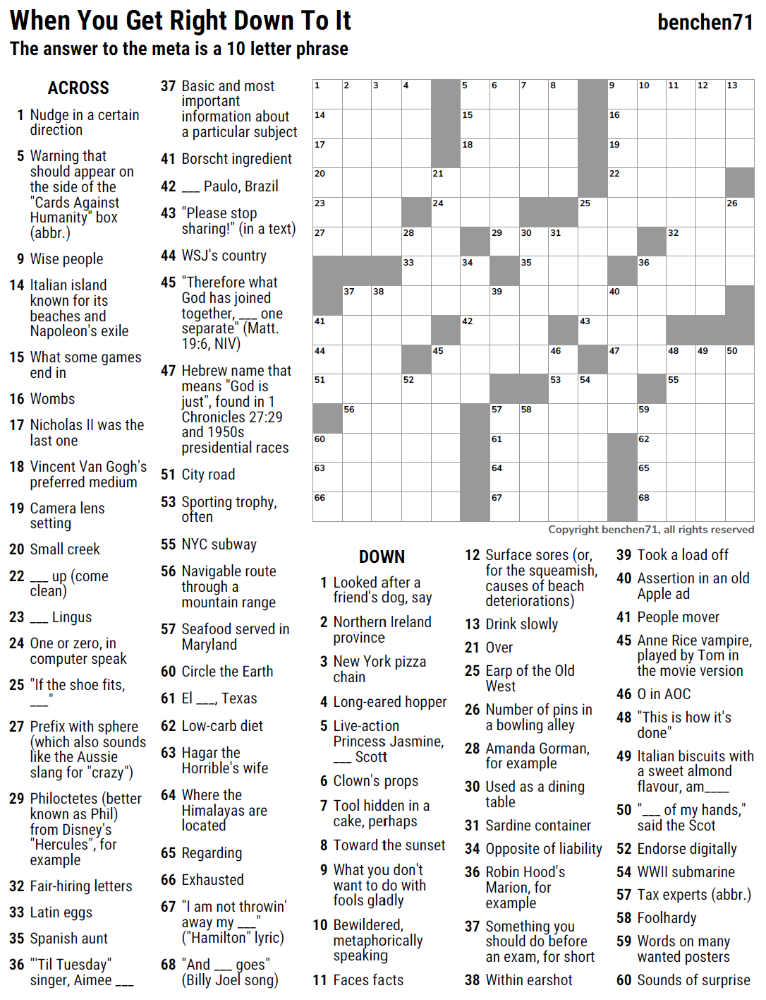 When You Get Right Down To It
benchen71
The answer to the meta is a 10 letter phrase
ACROSS
1 Nudge in a certain
direction
5 Warning that
should appear on
the side of the
"Cards Against
Humanity" box
(abbr.)
9 Wise people
14 Italian island
known for its
beaches and
Napoleon's exile
15 What some games
end in
16 Wombs
17 Nicholas II was the
last one
18 Vincent Van Gogh's
preferred medium
19 Camera lens
setting
20 Small creek
22 ___ up (come
clean)
23 ___ Lingus
24 One or zero, in
computer speak
25 "If the shoe fits,
___"
27 Prefix with sphere
(which also sounds
like the Aussie
slang for "crazy")
29 Philoctetes (better
known as Phil)
from Disney's
"Hercules", for
example
32 Fair-hiring letters
33 Latin eggs
35 Spanish aunt
36 "'Til Tuesday"
singer, Aimee ___
37 Basic and most
important
information about
a particular subject
41 Borscht ingredient
42 ___ Paulo, Brazil
43 "Please stop
sharing!" (in a text)
44 WSJ's country
45 "Therefore what
God has joined
together, ___ one
separate" (Matt.
19:6, NIV)
47 Hebrew name that
means "God is
just", found in 1
Chronicles 27:29
and 1950s
presidential races
51 City road
53 Sporting trophy,
often
55 NYC subway
56 Navigable route
through a
mountain range
57 Seafood served in
Maryland
60 Circle the Earth
61 El ___, Texas
62 Low-carb diet
63 Hagar the
Horrible's wife
64 Where the
Himalayas are
located
65 Regarding
66 Exhausted
67 "I am not throwin'
away my ___"
("Hamilton" lyric)
68 "And ___ goes"
(Billy Joel song)
1 2 3 4 5 6 7 8 9 10 11 12 13
14 15 16
17 18 19
20 21 22
23 24 25 26
27 28 29 30 31 32
33 34 35 36
37 38 39 40
41 42 43
44 45 46 47 48 49 50
51 52 53 54 55
56 57 58 59
60 61 62
63 64 65
66 67 68
Copyright benchen71, all rights reserved
DOWN
1 Looked after a
friend's dog, say
2 Northern Ireland
province
3 New York pizza
chain
4 Long-eared hopper
5 Live-action
Princess Jasmine,
___ Scott
6 Clown's props
7 Tool hidden in a
cake, perhaps
8 Toward the sunset
9 What you don't
want to do with
fools gladly
10 Bewildered,
metaphorically
speaking
11 Faces facts
12 Surface sores (or,
for the squeamish,
causes of beach
deteriorations)
13 Drink slowly
21 Over
25 Earp of the Old
West
26 Number of pins in
a bowling alley
28 Amanda Gorman,
for example
30 Used as a dining
table
31 Sardine container
34 Opposite of liability
36 Robin Hood's
Marion, for
example
37 Something you
should do before
an exam, for short
38 Within earshot
39 Took a load off
40 Assertion in an old
Apple ad
41 People mover
45 Anne Rice vampire,
played by Tom in
the movie version
46 O in AOC
48 "This is how it's
done"
49 Italian biscuits with
a sweet almond
flavour, am____
50 "___ of my hands,"
said the Scot
52 Endorse digitally
54 WWII submarine
57 Tax experts (abbr.)
58 Foolhardy
59 Words on many
wanted posters
60 Sounds of surprise